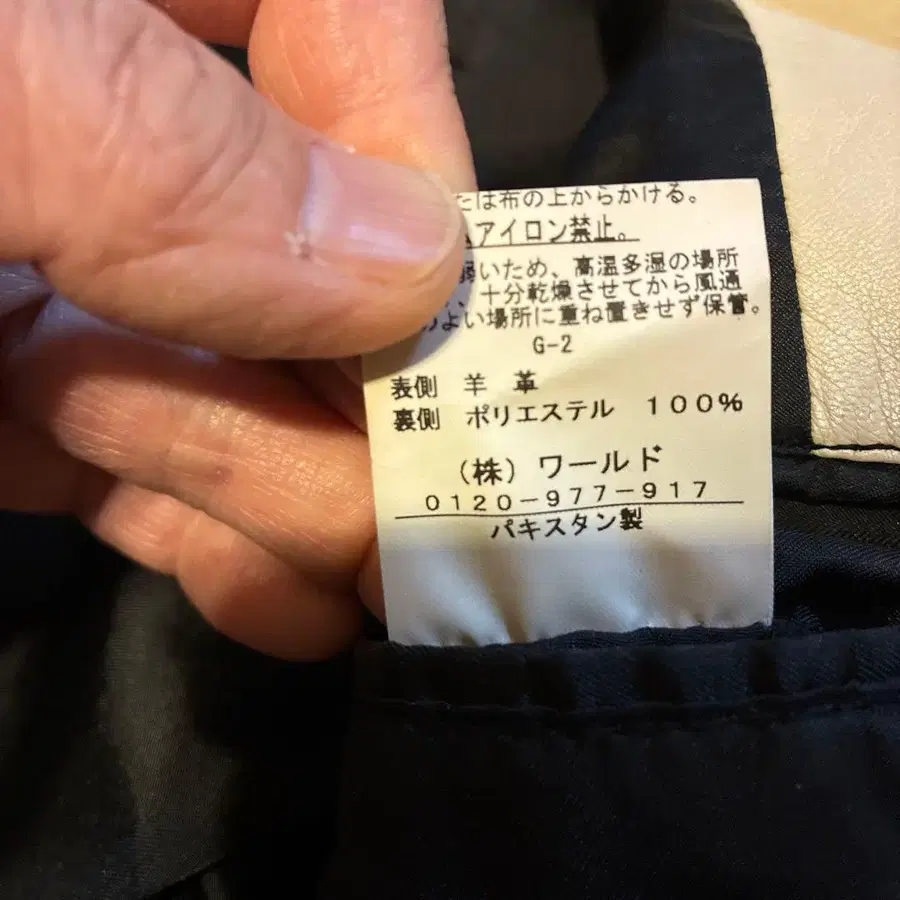 たは布の上からかける。
アイロン禁止。
弱いため、高温多湿の場所
、十分乾燥させてから風通
のよい場所に重ね置きせず保管。
G-2
表側 羊 革
裏側 ポリエステル 100%
(株)ワールド
0120-977-917
パキスタン製